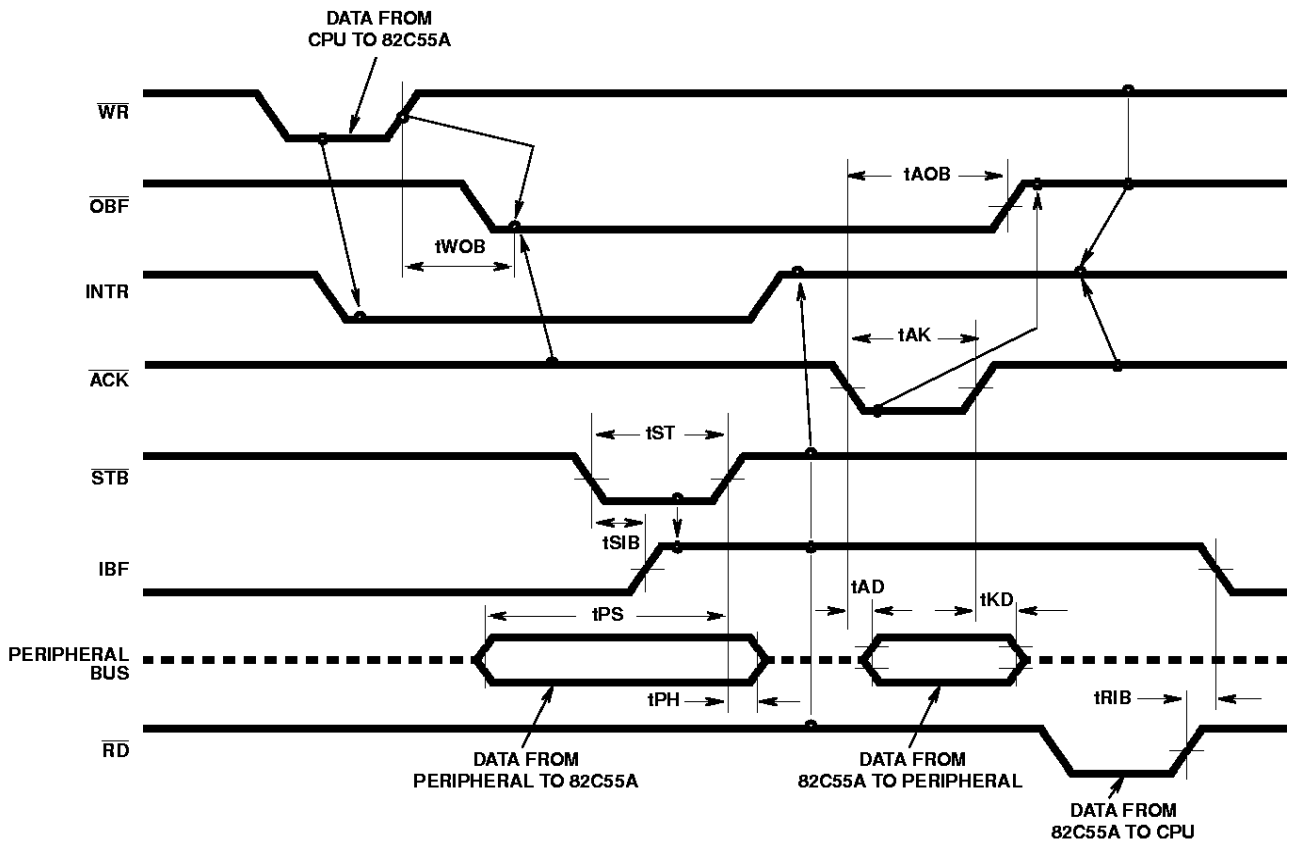 DATA FROM
CPU TO 82C55A
WR
tAOB
OBF
tWOB
INTR
tAK
ACK
tST
STB
tSIB
IBF
tAD
tKD
tPS
PERIPHERAL
BUS
tPH
tRIB
RD
DATA FROM
PERIPHERAL TO 82C55A
DATA FROM
82C55A TO PERIPHERAL
DATA FROM
82C55A TO CPU